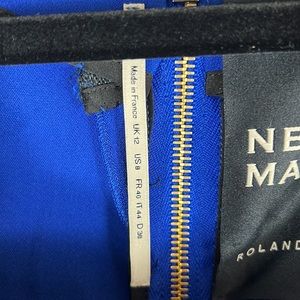 Made in France UK 12 US 8 FR 40 IT 44 D 38
NE
MA
ROLAND